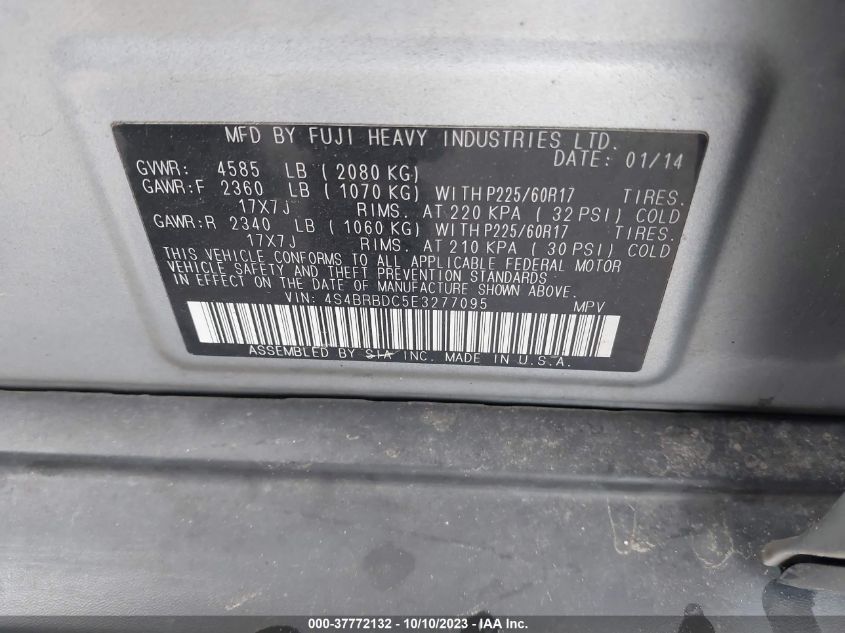 MFD BY FUJI HEAVY INDUSTRIES LTD.
DATE: 01/14
GVWR: 4585 LB ( 2080 KG)
GAWR:F 2360 LB ( 1070 KG) WITH P225/60R17 TIRES.
17X7J RIMS. AT 220 KPA ( 32 PSI) COLD
GAWR:R 2340 LB ( 1060 KG) WITH P225/60R17 TIRES.
17X7J RIMS. AT 210 KPA ( 30 PSI) COLD
THIS VEHICLE CONFORMS TO ALL APPLICABLE FEDERAL MOTOR
VEHICLE SAFETY AND THEFT PREVENTION STANDARDS
IN EFFECT ON THE DATE OF MANUFACTURE SHOWN ABOVE.
VIN: 4S4BRBDC5E3277095 MPV
ASSEMBLED BY SIA INC. MADE IN U.S.A.
000-37772132 - 10/10/2023 - IAA Inc.